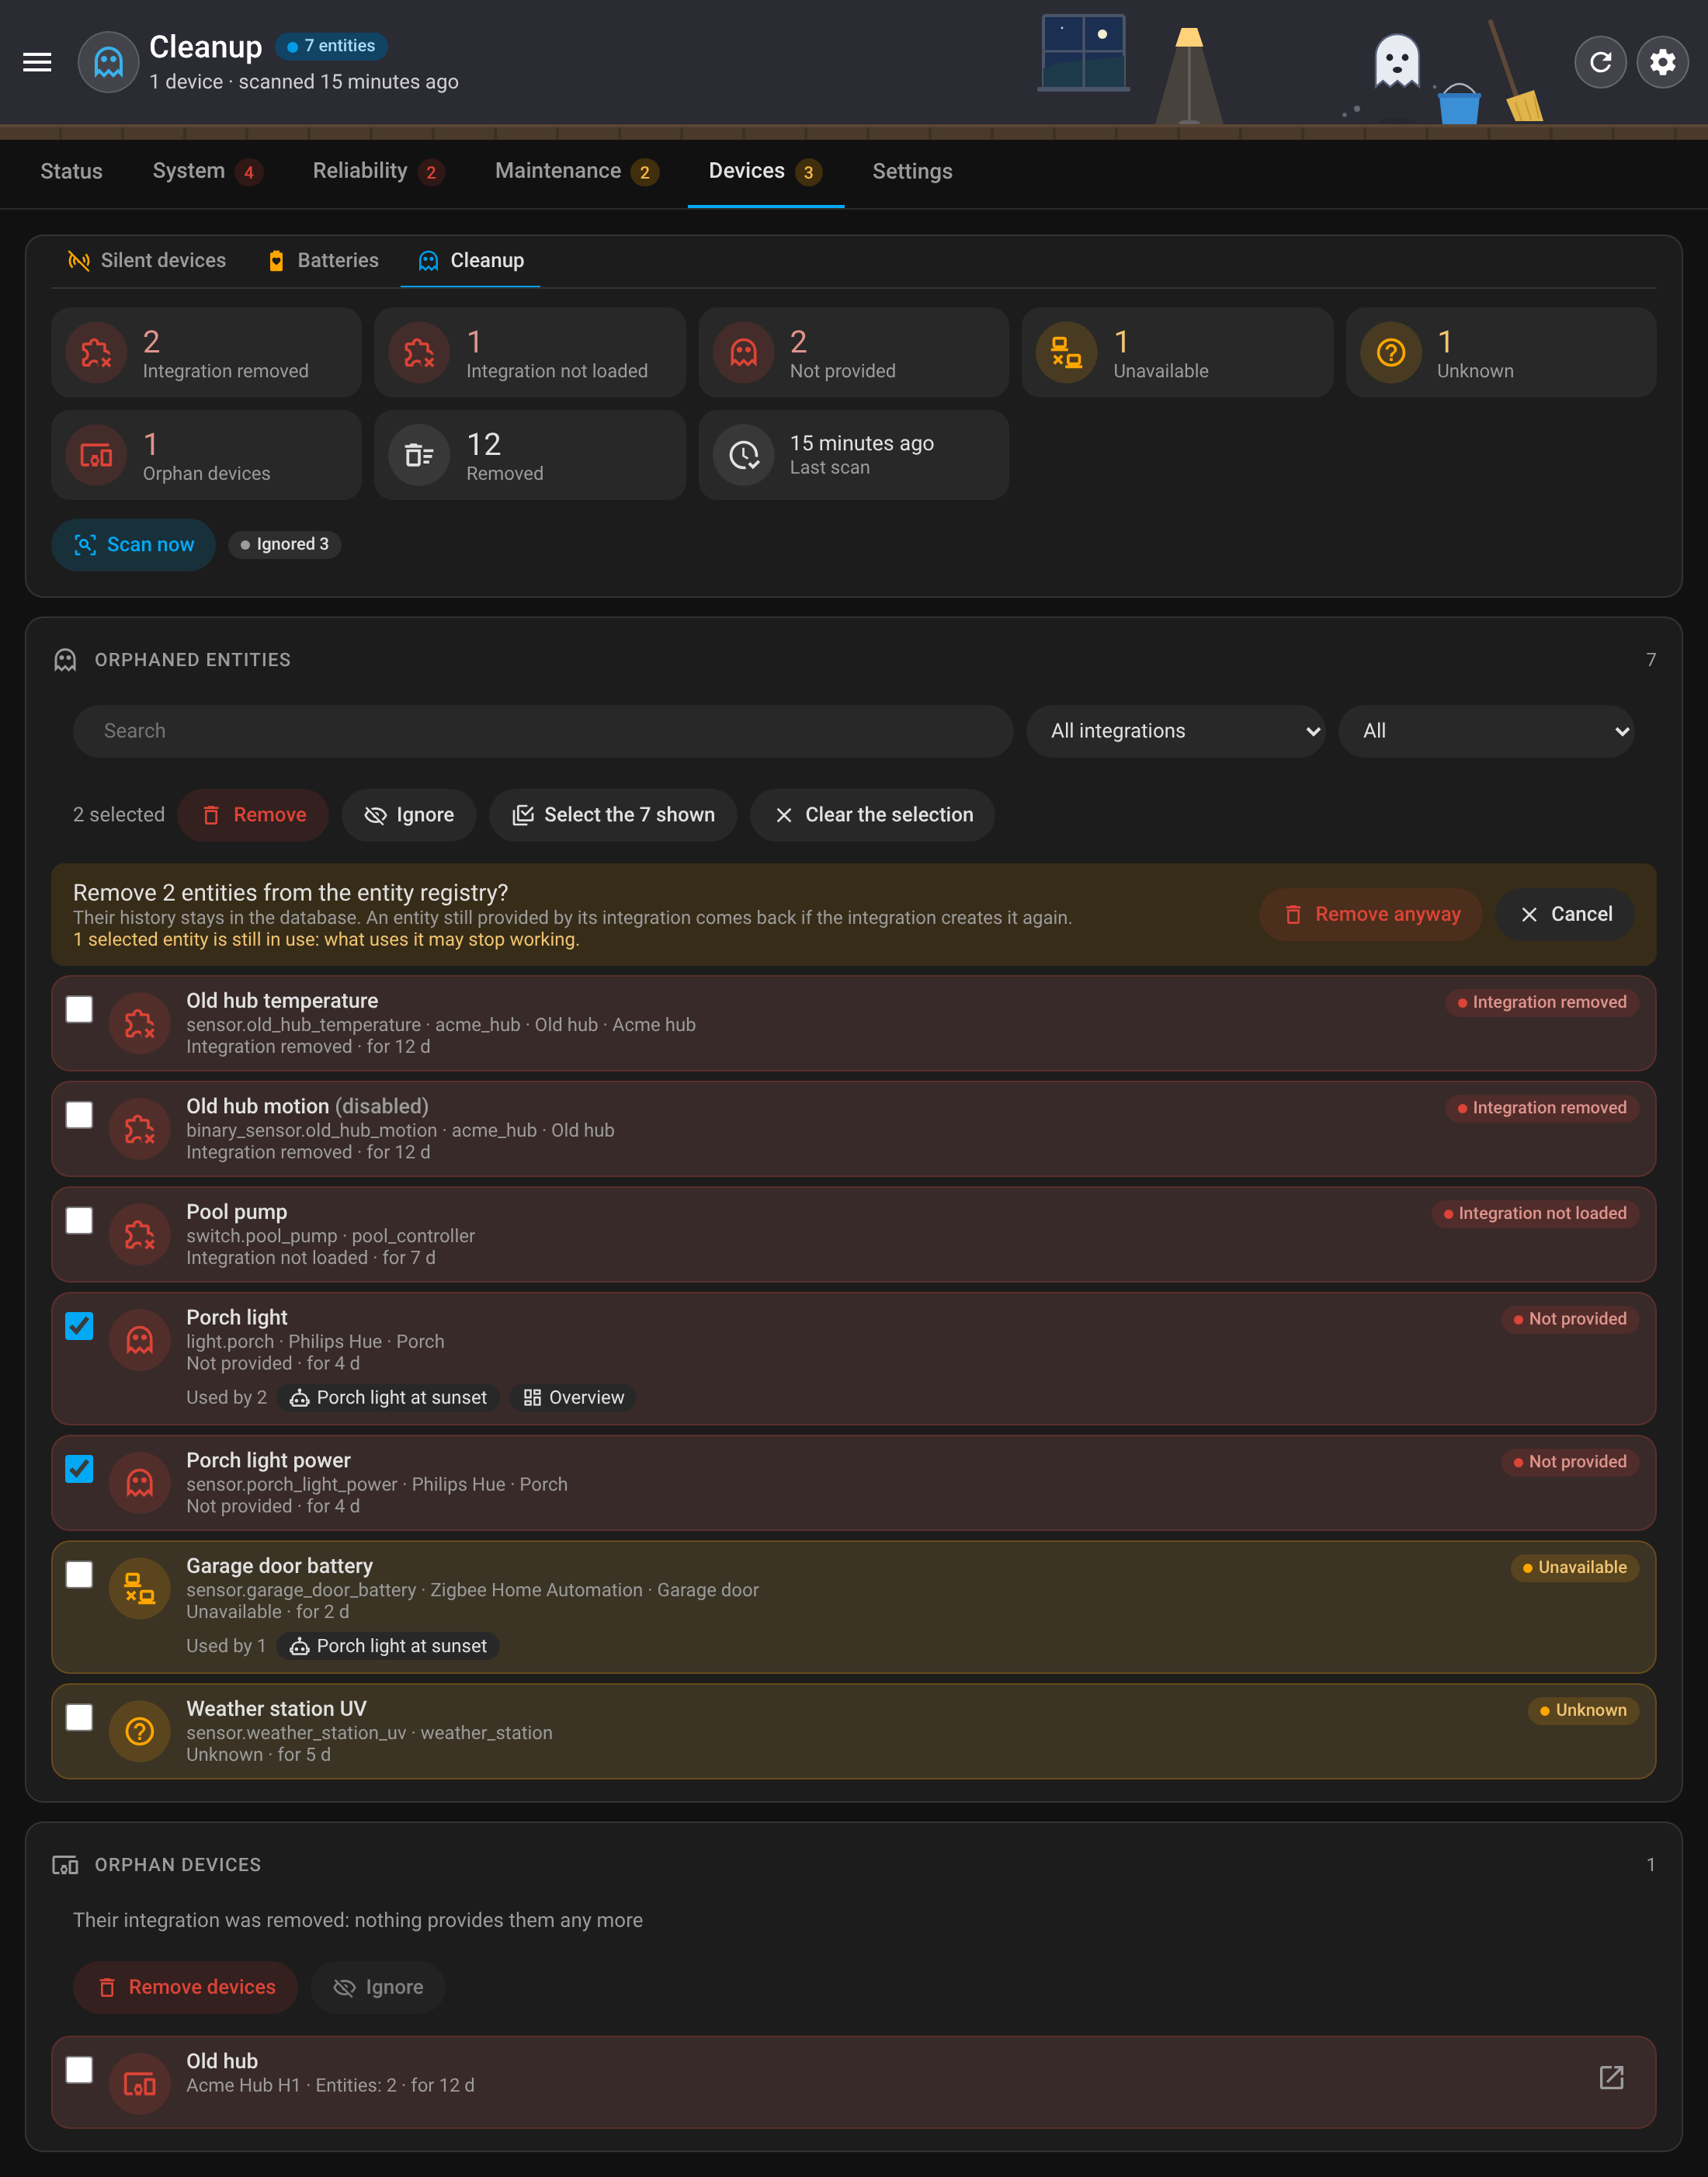 Cleanup
7 entities
1 device · scanned 15 minutes ago
Status
System 4
Reliability 2
Maintenance 2
Devices 3
Settings
Silent devices
Batteries
Cleanup
2
Integration removed
1
Integration not loaded
2
Not provided
1
Unavailable
1
Unknown
1
Orphan devices
12
Removed
15 minutes ago
Last scan
Scan now
Ignored 3
ORPHANED ENTITIES
7
Search
All integrations
All
2 selected
Remove
Ignore
Select the 7 shown
Clear the selection
Remove 2 entities from the entity registry?
Their history stays in the database. An entity still provided by its integration comes back if the integration creates it again.
1 selected entity is still in use: what uses it may stop working.
Remove anyway
Cancel
Old hub temperature
Integration removed
sensor.old_hub_temperature · acme_hub · Old hub · Acme hub
Integration removed · for 12 d
Old hub motion (disabled)
Integration removed
binary_sensor.old_hub_motion · acme_hub · Old hub
Integration removed · for 12 d
Pool pump
Integration not loaded
switch.pool_pump · pool_controller
Integration not loaded · for 7 d
Porch light
Not provided
light.porch · Philips Hue · Porch
Not provided · for 4 d
Used by 2
Porch light at sunset
Overview
Porch light power
Not provided
sensor.porch_light_power · Philips Hue · Porch
Not provided · for 4 d
Garage door battery
Unavailable
sensor.garage_door_battery · Zigbee Home Automation · Garage door
Unavailable · for 2 d
Used by 1
Porch light at sunset
Weather station UV
Unknown
sensor.weather_station_uv · weather_station
Unknown · for 5 d
ORPHAN DEVICES
1
Their integration was removed: nothing provides them any more
Remove devices
Ignore
Old hub
Acme Hub H1 · Entities: 2 · for 12 d